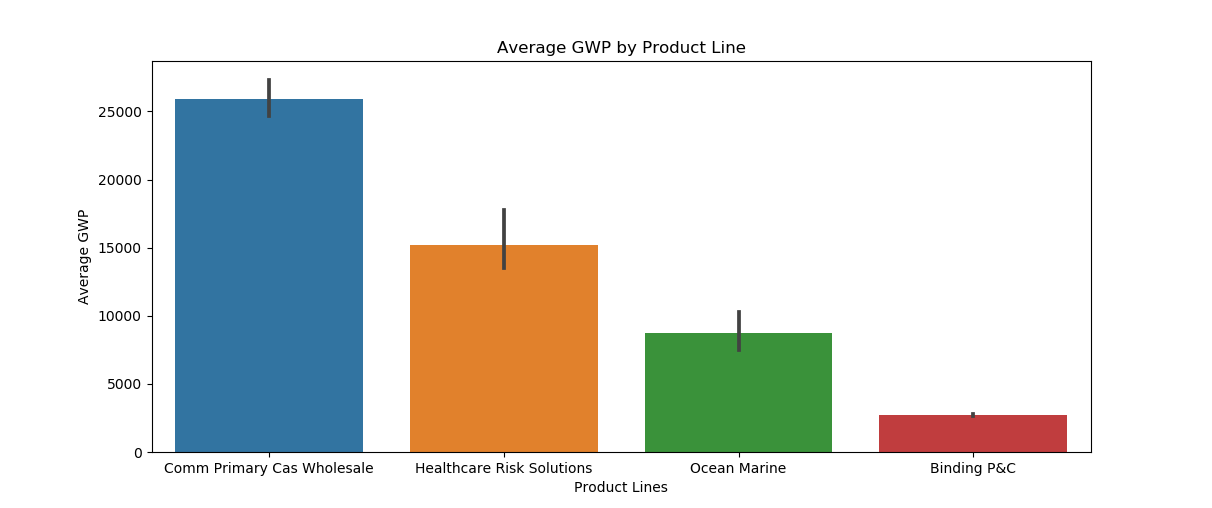 Average GWP by Product Line
25000
20000
15000
10000
5000
0
Average GWP
Comm Primary Cas Wholesale
Healthcare Risk Solutions
Ocean Marine
Binding P&C
Product Lines